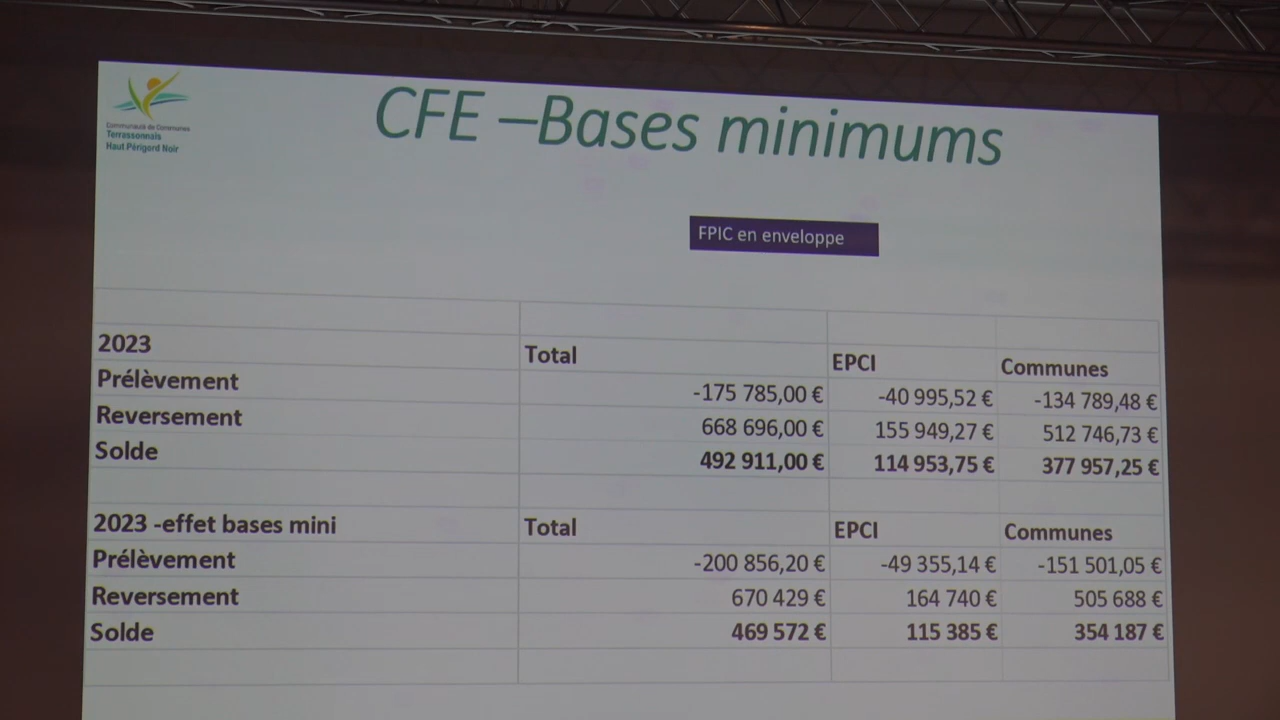 CFE –Bases minimums
Communauté de Communes
Terrassonnais
Haut Périgord Noir
FPIC en enveloppe
2023 Total EPCI Communes
Prélèvement -175 785,00 € -40 995,52 € -134 789,48 €
Reversement 668 696,00 € 155 949,27 € 512 746,73 €
Solde 492 911,00 € 114 953,75 € 377 957,25 €
2023 -effet bases mini Total EPCI Communes
Prélèvement -200 856,20 € -49 355,14 € -151 501,05 €
Reversement 670 429 € 164 740 € 505 688 €
Solde 469 572 € 115 385 € 354 187 €